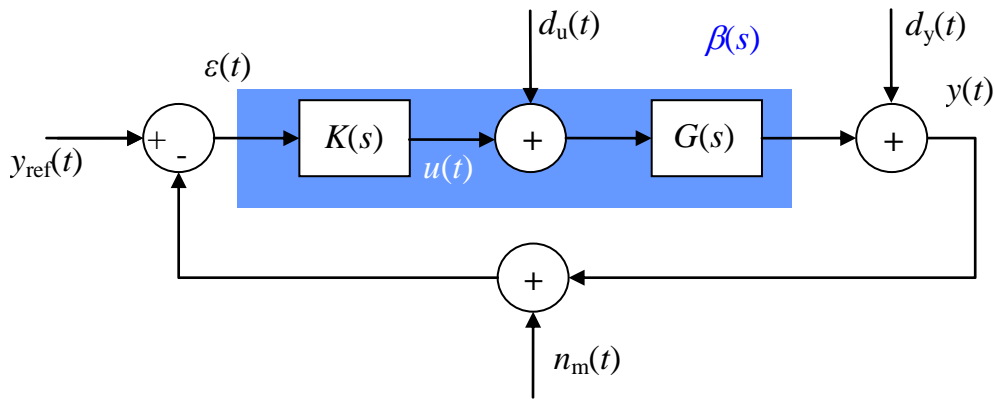 d_u(t)
β(s)
d_y(t)
ε(t)
y(t)
+
-
K(s)
+
G(s)
+
y_ref(t)
u(t)
+
n_m(t)